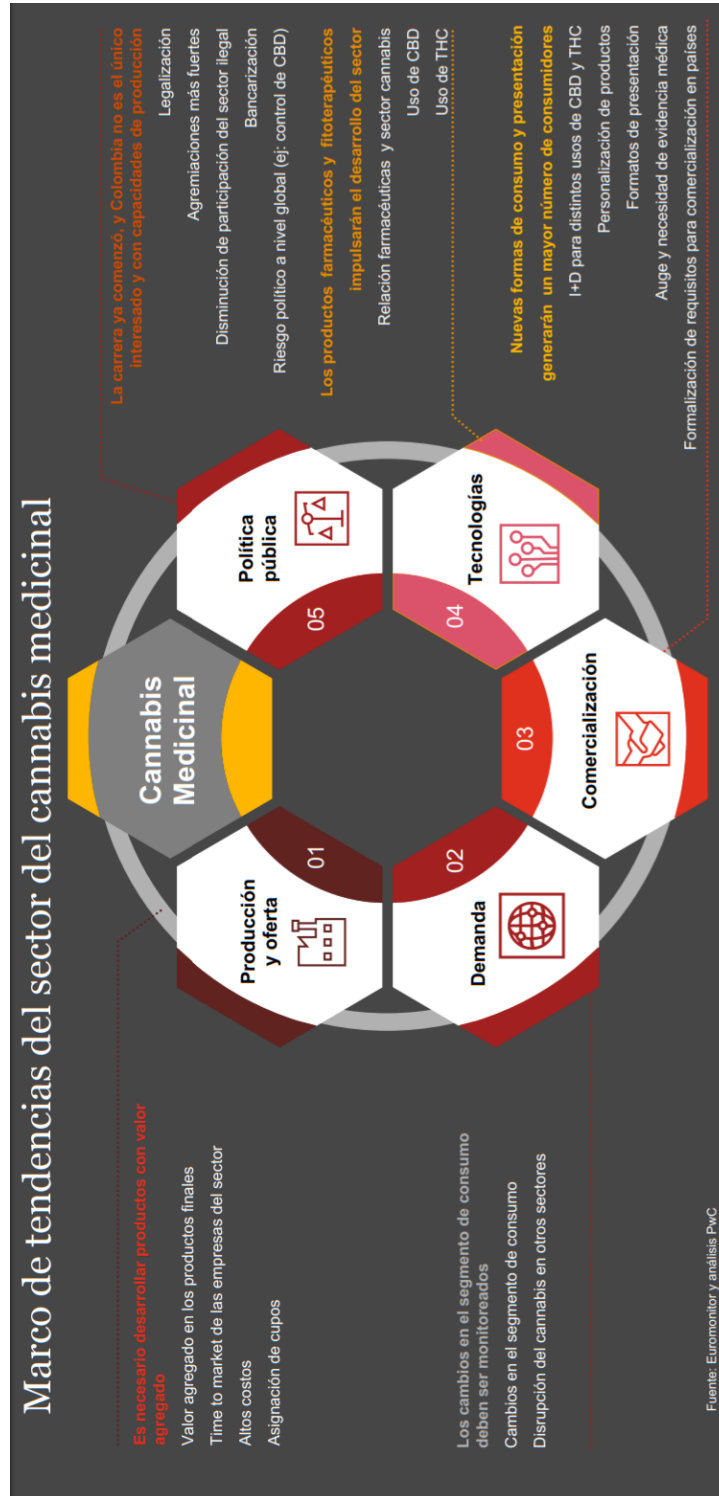 Marco de tendencias del sector del cannabis medicinal
Es necesario desarrollar productos con valor
agregado
Valor agregado en los productos finales
Time to market de las empresas del sector
Altos costos
Asignación de cupos
Los cambios en el segmento de consumo
deben ser monitoreados
Cambios en el segmento de consumo
Disrupción del cannabis en otros sectores
Cannabis
Medicinal
Producción
y oferta
01
Demanda
02
Comercialización
03
Tecnologías
04
Política
pública
05
La carrera ya comenzó, y Colombia no es el único
interesado y con capacidades de producción
Legalización
Agremiaciones más fuertes
Disminución de participación del sector ilegal
Bancarización
Riesgo político a nivel global (ej: control de CBD)
Los productos farmacéuticos y fitoterapéuticos
impulsarán el desarrollo del sector
Relación farmacéuticas y sector cannabis
Uso de CBD
Uso de THC
Nuevas formas de consumo y presentación
generarán un mayor número de consumidores
I+D para distintos usos de CBD y THC
Personalización de productos
Formatos de presentación
Auge y necesidad de evidencia médica
Formalización de requisitos para comercialización en países
Fuente: Euromonitor y análisis PwC